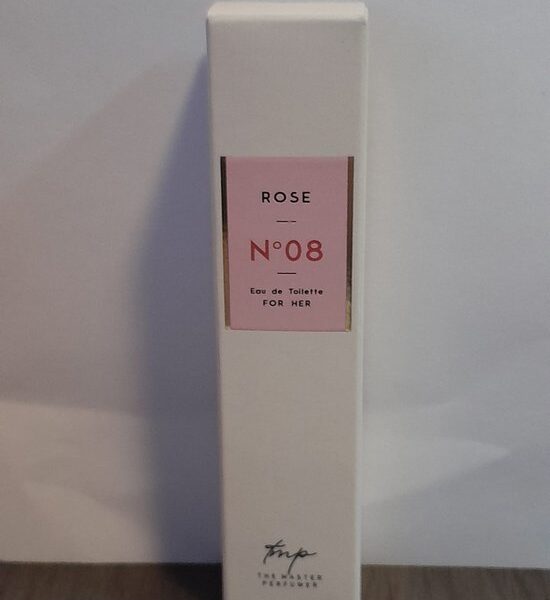 ROSE
N°08
Eau de Toilette
FOR HER
tmp
THE MASTER
PERFUMER